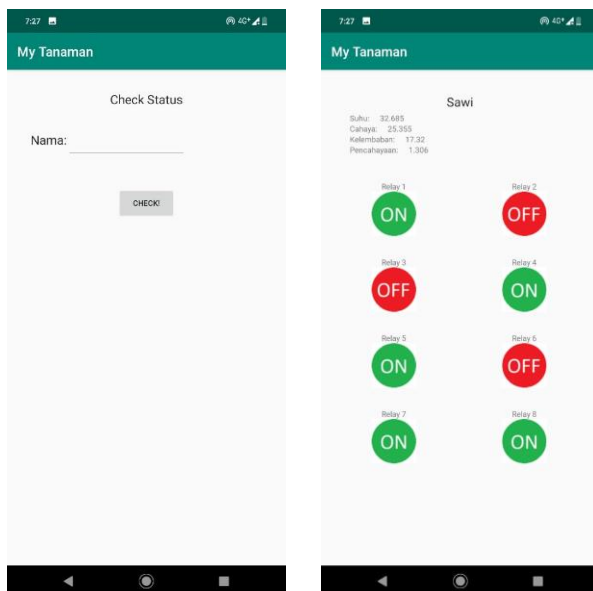 7:27 4G+
My Tanaman
Check Status
Nama:
CHECK!
7:27 4G+
My Tanaman
Sawi
Suhu: 32.685
Cahaya: 25.355
Kelembaban: 17.32
Pencahayaan: 1.306
Relay 1 Relay 2
ON OFF
Relay 3 Relay 4
OFF ON
Relay 5 Relay 6
ON OFF
Relay 7 Relay 8
ON ON